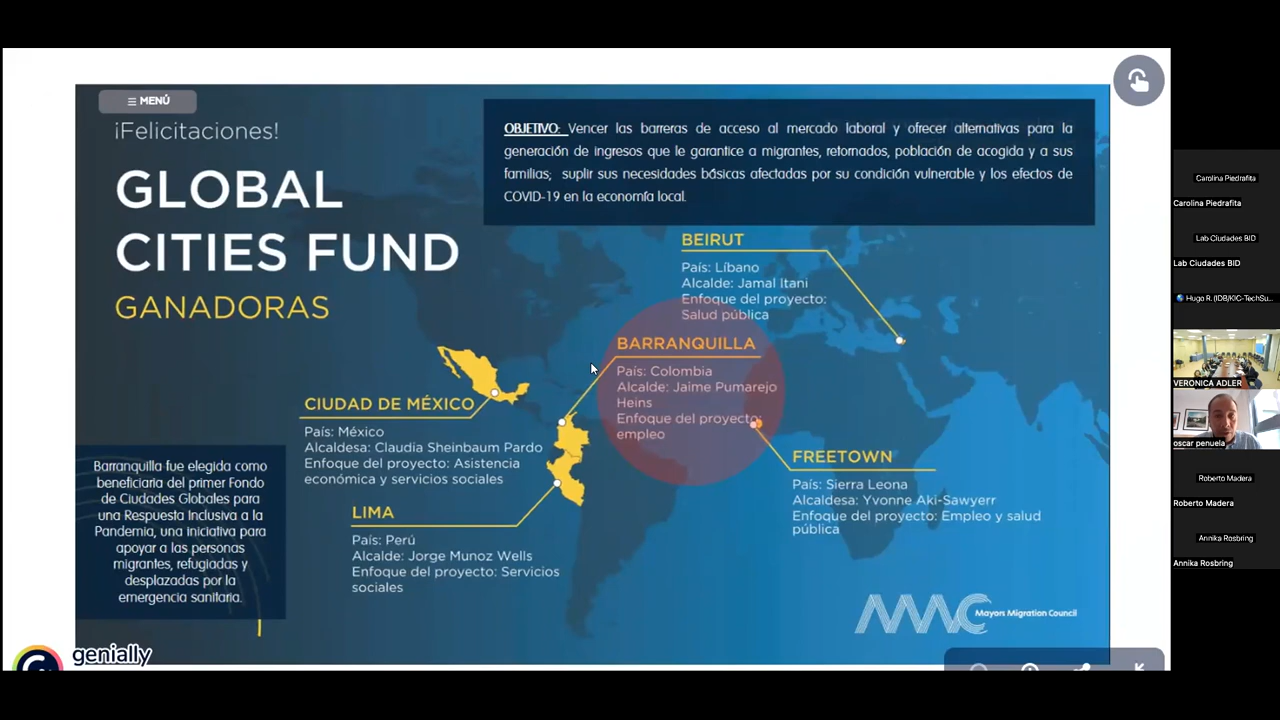 ☰ MENÚ
¡Felicitaciones!
GLOBAL
CITIES FUND
GANADORAS
OBJETIVO: Vencer las barreras de acceso al mercado laboral y ofrecer alternativas para la
generación de ingresos que le garantice a migrantes, retornados, población de acogida y a sus
familias; suplir sus necesidades básicas afectadas por su condición vulnerable y los efectos de
COVID-19 en la economía local.
BEIRUT
País: Líbano
Alcalde: Jamal Itani
Enfoque del proyecto:
Salud pública
BARRANQUILLA
País: Colombia
Alcalde: Jaime Pumarejo
Heins
Enfoque del proyecto:
empleo
CIUDAD DE MÉXICO
País: México
Alcaldesa: Claudia Sheinbaum Pardo
Enfoque del proyecto: Asistencia
económica y servicios sociales
FREETOWN
País: Sierra Leona
Alcaldesa: Yvonne Aki-Sawyerr
Enfoque del proyecto: Empleo y salud
pública
LIMA
País: Perú
Alcalde: Jorge Munoz Wells
Enfoque del proyecto: Servicios
sociales
Barranquilla fue elegida como
beneficiaria del primer Fondo
de Ciudades Globales para
una Respuesta Inclusiva a la
Pandemia, una iniciativa para
apoyar a las personas
migrantes, refugiadas y
desplazadas por la
emergencia sanitaria.
MMC Mayors Migration Council
genially
Carolina Piedrafita
Carolina Piedrafita
Lab Ciudades BID
Lab Ciudades BID
Hugo R. (IDB/KIC-TechSu...
VERONICA ADLER
oscar penuela
Roberto Madera
Roberto Madera
Annika Rosbring
Annika Rosbring